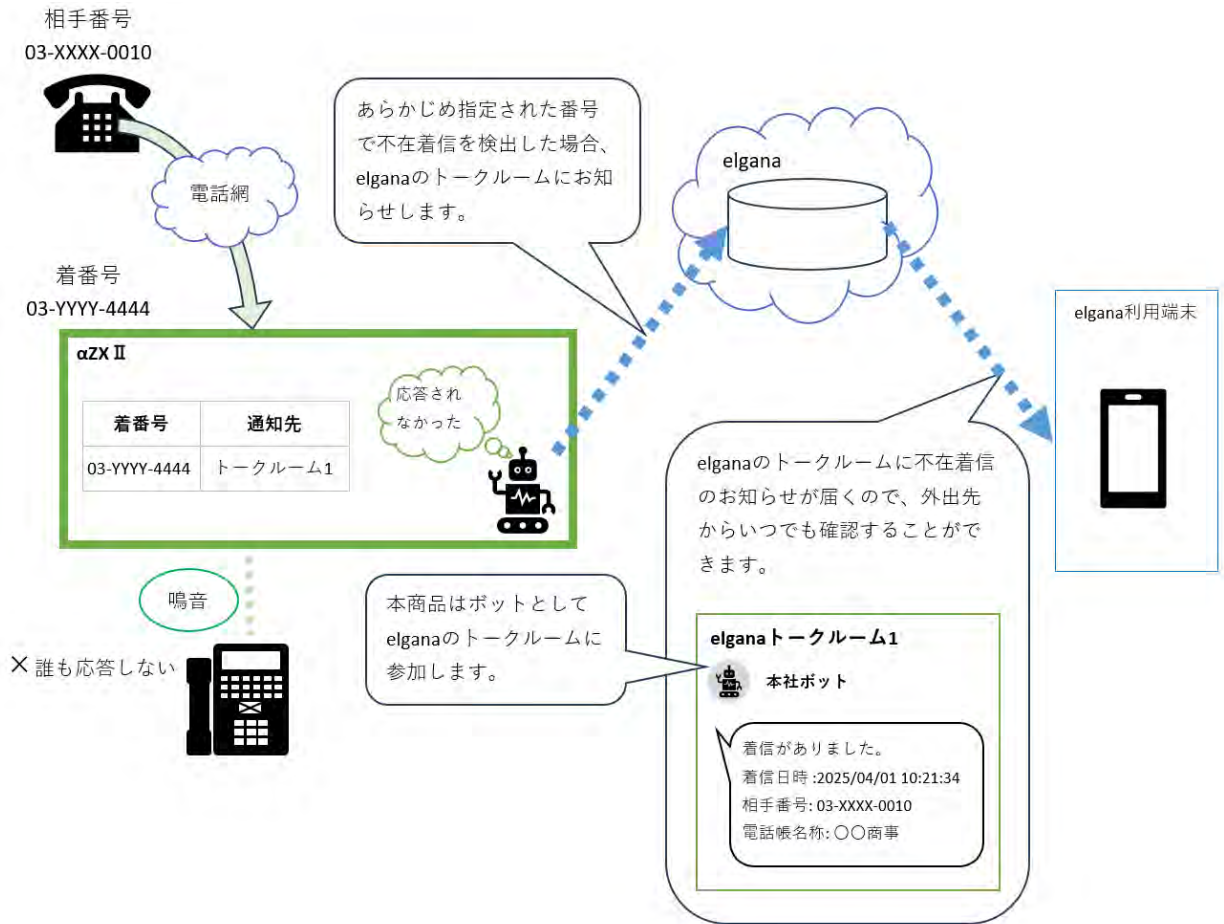 相手番号
03-XXXX-0010
電話網
着番号
03-YYYY-4444
あらかじめ指定された番号
で不在着信を検出した場合、
elganaのトークルームにお知
らせします。
elgana
elgana利用端末
αZXⅡ
着番号 通知先
03-YYYY-4444 トークルーム1
応答され
なかった
鳴音
×誰も応答しない
本商品はボットとして
elganaのトークルームに
参加します。
elganaのトークルームに不在着信
のお知らせが届くので、外出先
からいつでも確認することがで
きます。
elganaトークルーム1
本社ボット
着信がありました。
着信日時:2025/04/01 10:21:34
相手番号: 03-XXXX-0010
電話帳名称: 〇〇商事